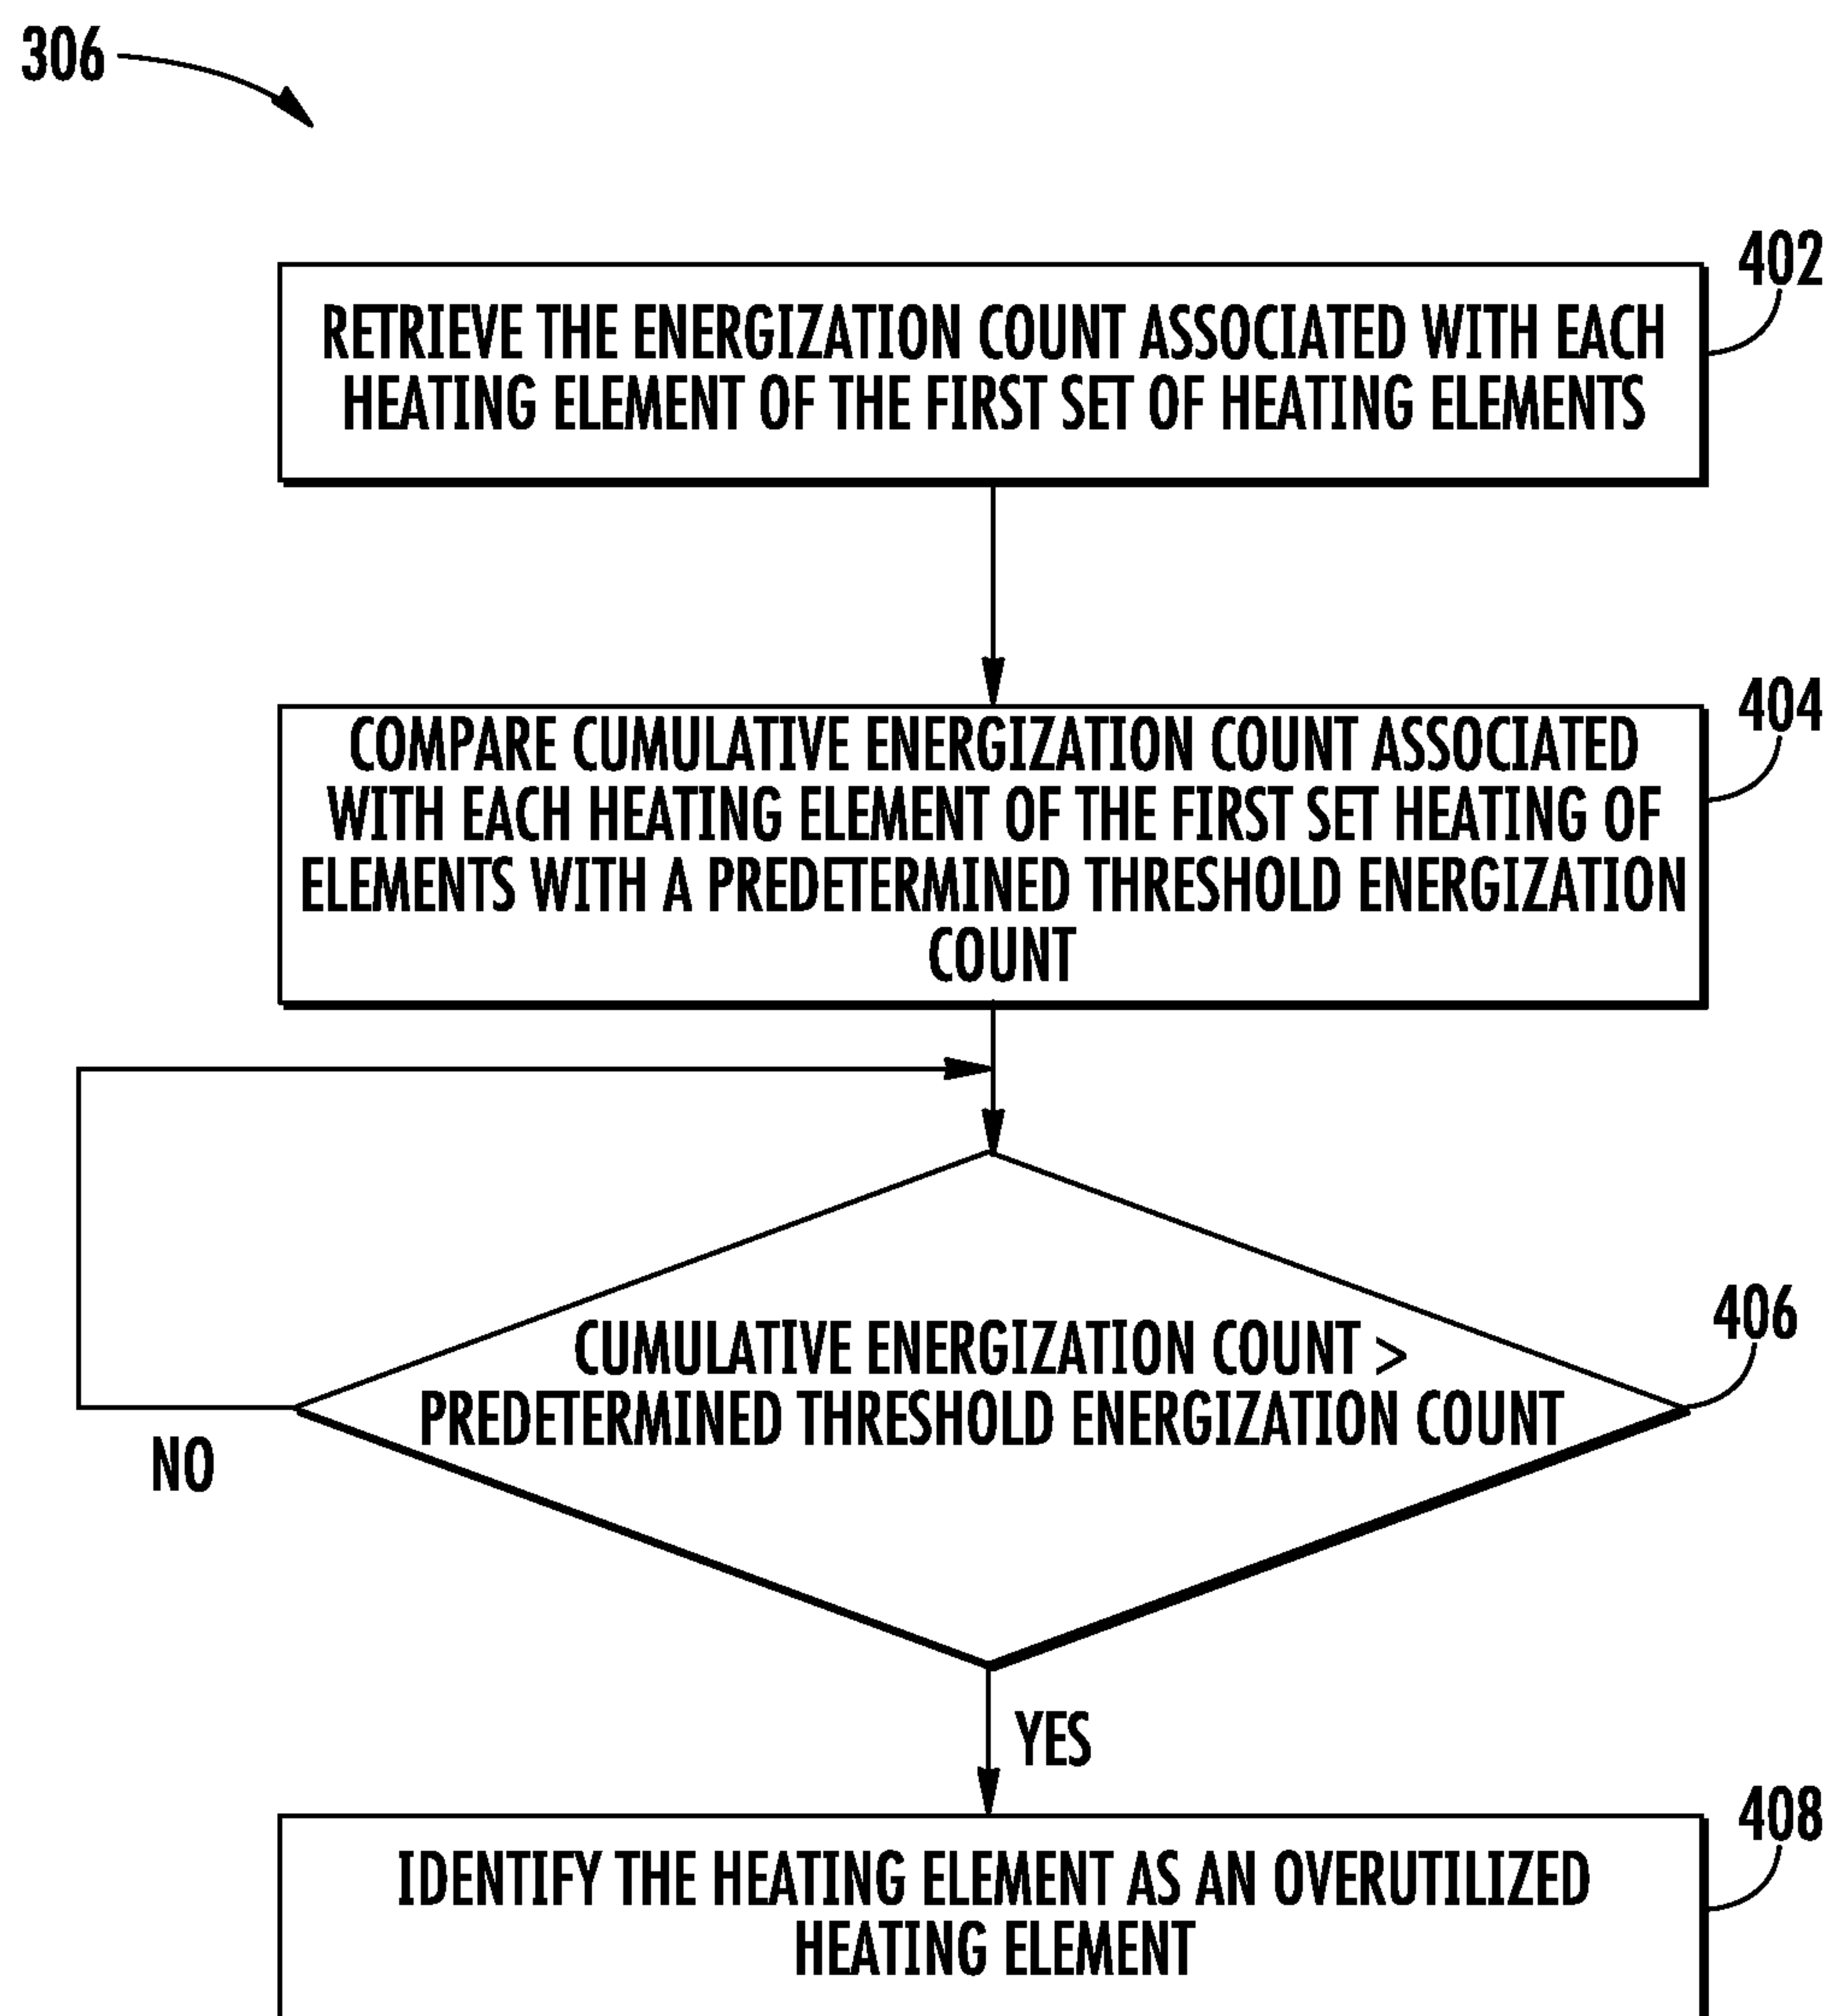 306
402
RETRIEVE THE ENERGIZATION COUNT ASSOCIATED WITH EACH
HEATING ELEMENT OF THE FIRST SET OF HEATING ELEMENTS
404
COMPARE CUMULATIVE ENERGIZATION COUNT ASSOCIATED
WITH EACH HEATING ELEMENT OF THE FIRST SET HEATING OF
ELEMENTS WITH A PREDETERMINED THRESHOLD ENERGIZATION
COUNT
406
CUMULATIVE ENERGIZATION COUNT >
PREDETERMINED THRESHOLD ENERGIZATION COUNT
NO
YES
408
IDENTIFY THE HEATING ELEMENT AS AN OVERUTILIZED
HEATING ELEMENT